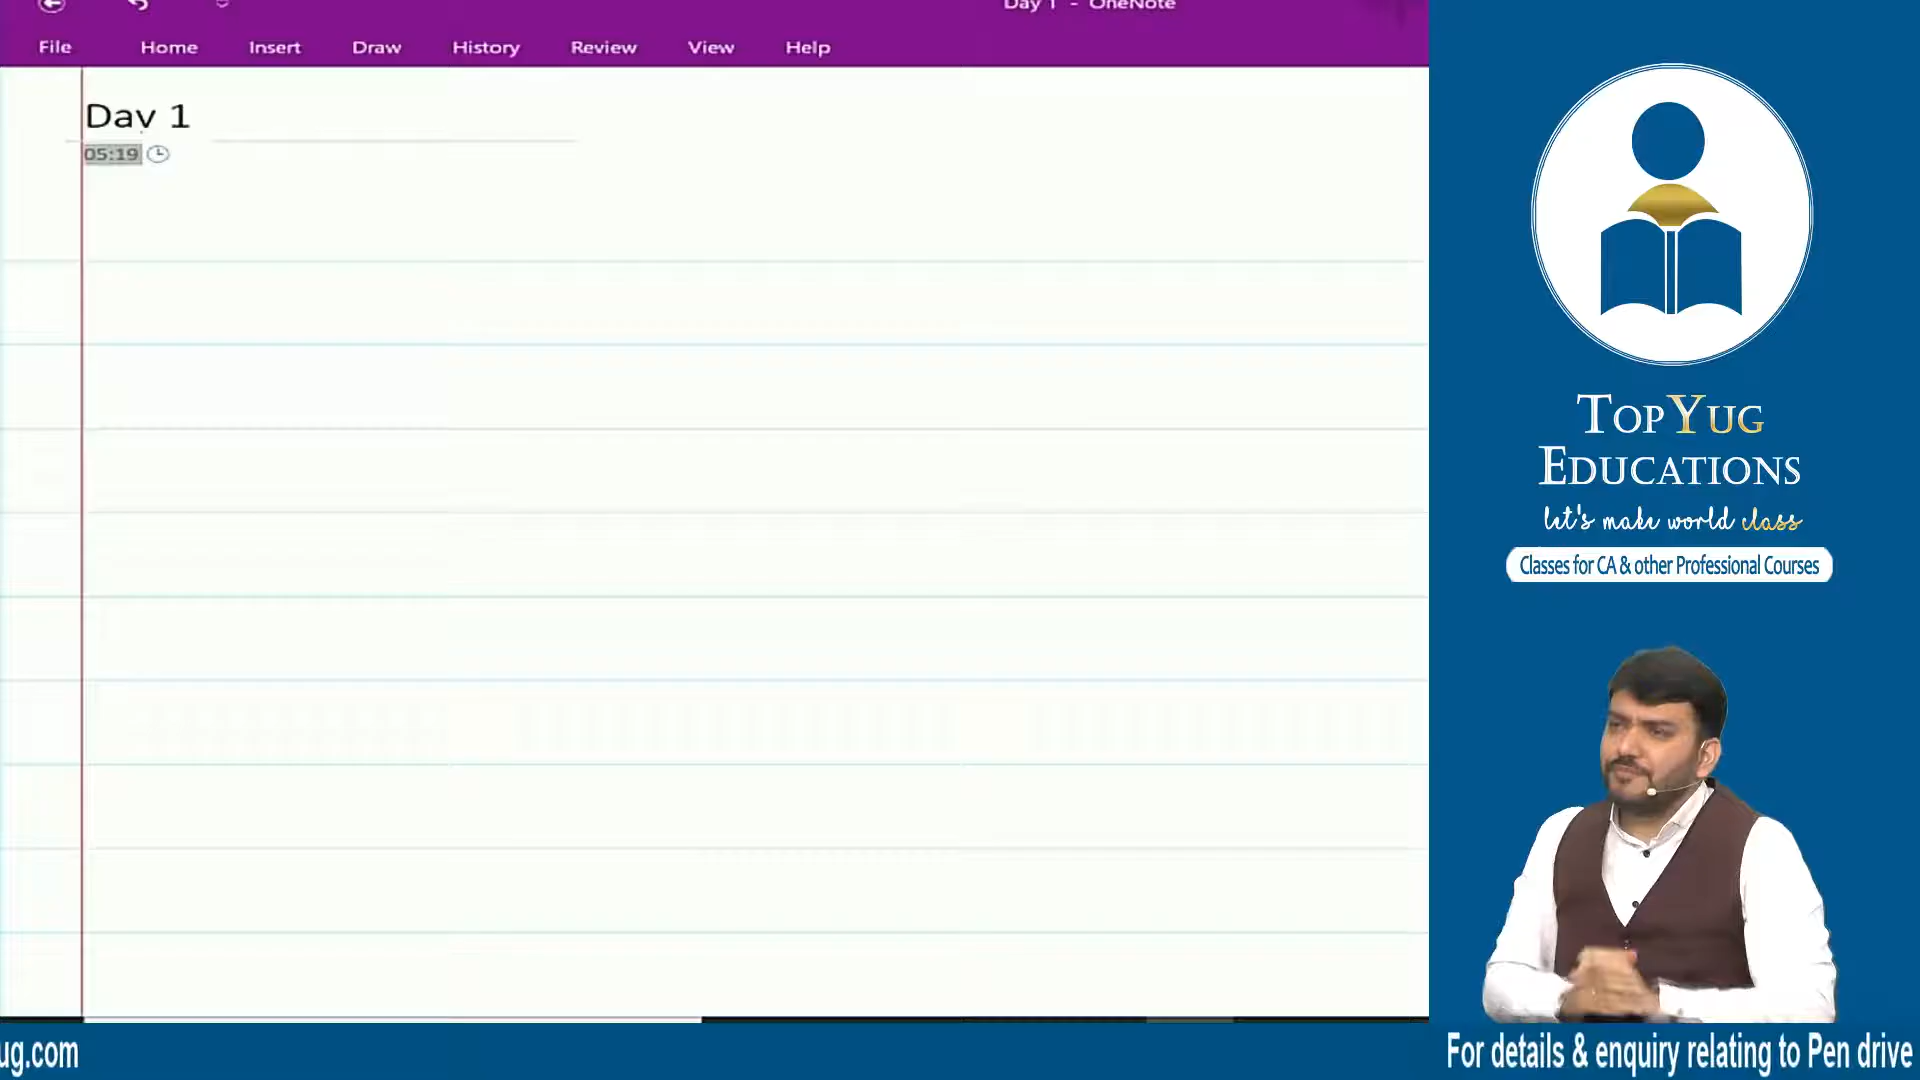 Day 1 - OneNote
File Home Insert Draw History Review View Help
Day 1
05:19
TOPYUG
EDUCATIONS
let's make world class
Classes for CA & other Professional Courses
ug.com
For details & enquiry relating to Pen drive